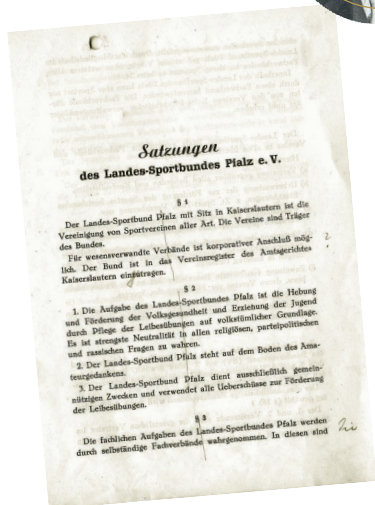 Satzungen
des Landes-Sportbundes Pfalz e. V.
§ 1
Der Landes-Sportbund Pfalz mit Sitz in Kaiserslautern ist die
Vereinigung von Sportvereinen aller Art. Die Vereine sind Träger
des Bundes.
Für wesensverwandte Verbände ist korporativer Anschluß mög-
lich. Der Bund ist in das Vereinsregister des Amtsgerichtes
Kaiserslautern einzutragen.
§ 2
1. Die Aufgabe des Landes-Sportbundes Pfalz ist die Hebung
und Förderung der Volksgesundheit und Erziehung der Jugend
durch Pflege der Leibesübungen auf volkstümlicher Grundlage.
Es ist strengste Neutralität in allen religiösen, parteipolitischen
und rassischen Fragen zu wahren.
2. Der Landes-Sportbund Pfalz steht auf dem Boden des Ama-
teurgedankens.
3. Der Landes-Sportbund Pfalz dient ausschließlich gemein-
nützigen Zwecken und verwendet alle Ueberschüsse zur Förderung
der Leibesübungen.
§ 3
Die fachlichen Aufgaben des Landes-Sportbundes Pfalz werden
durch selbständige Fachverbände wahrgenommen. In diesen sind